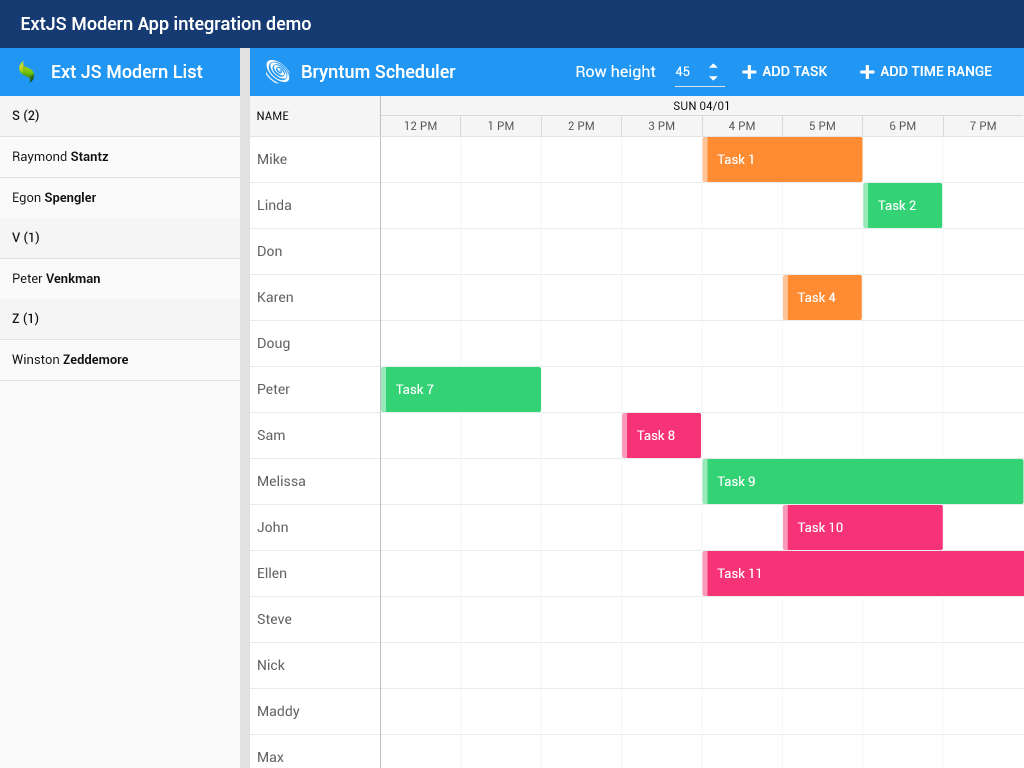 ExtJS Modern App integration demo
Ext JS Modern List
S (2)
Raymond Stantz
Egon Spengler
V (1)
Peter Venkman
Z (1)
Winston Zeddemore
Bryntum Scheduler Row height 45 ADD TASK ADD TIME RANGE
NAME SUN 04/01
12 PM 1 PM 2 PM 3 PM 4 PM 5 PM 6 PM 7 PM
Mike Task 1
Linda Task 2
Don
Karen Task 4
Doug
Peter Task 7
Sam Task 8
Melissa Task 9
John Task 10
Ellen Task 11
Steve
Nick
Maddy
Max